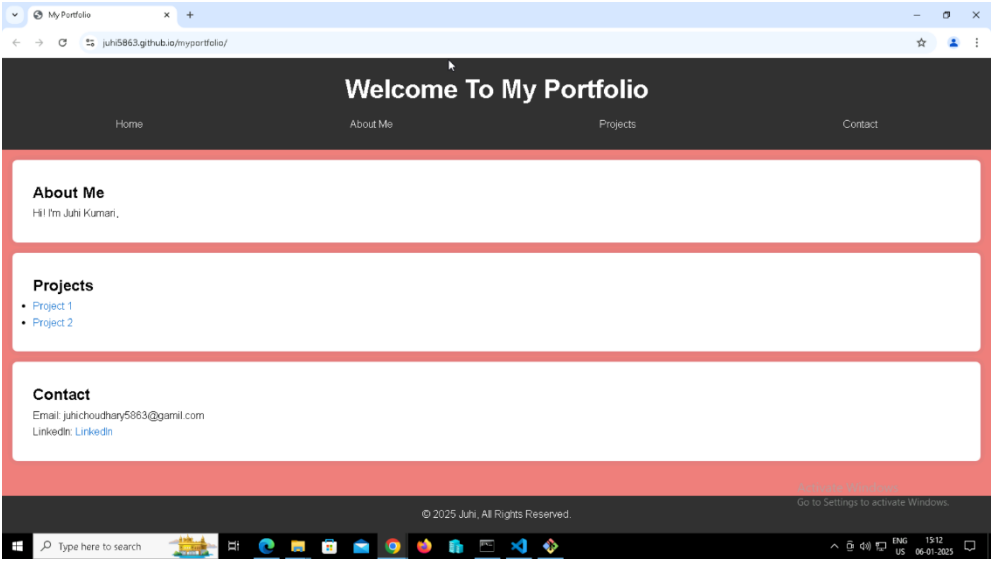 My Portfolio
juhi5863.github.io/myportfolio/
Welcome To My Portfolio
Home About Me Projects Contact
About Me
Hi! I'm Juhi Kumari.
Projects
• Project 1
• Project 2
Contact
Email: juhichoudhary5863@gamil.com
LinkedIn: LinkedIn
Go to Settings to activate Windows.
© 2025 Juhi, All Rights Reserved.
Type here to search
ENG 15:12
US 06-01-2025